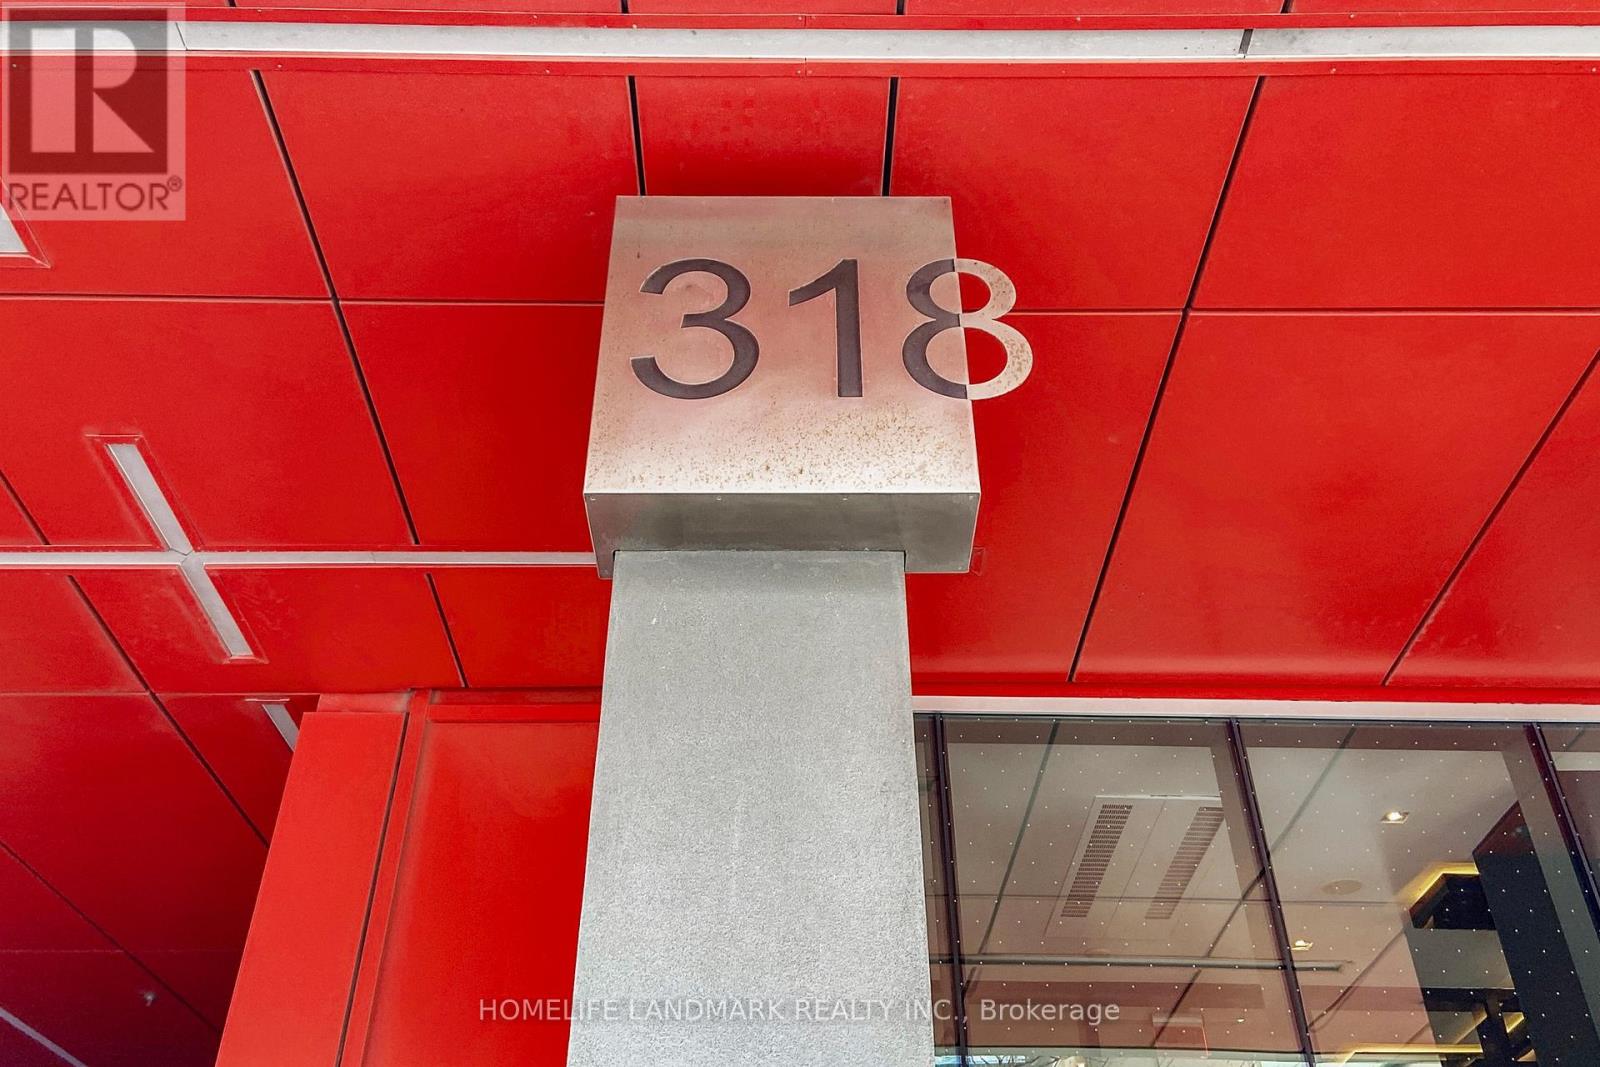 R
REALTOR®
318
HOMELIFE LANDMARK REALTY INC., Brokerage